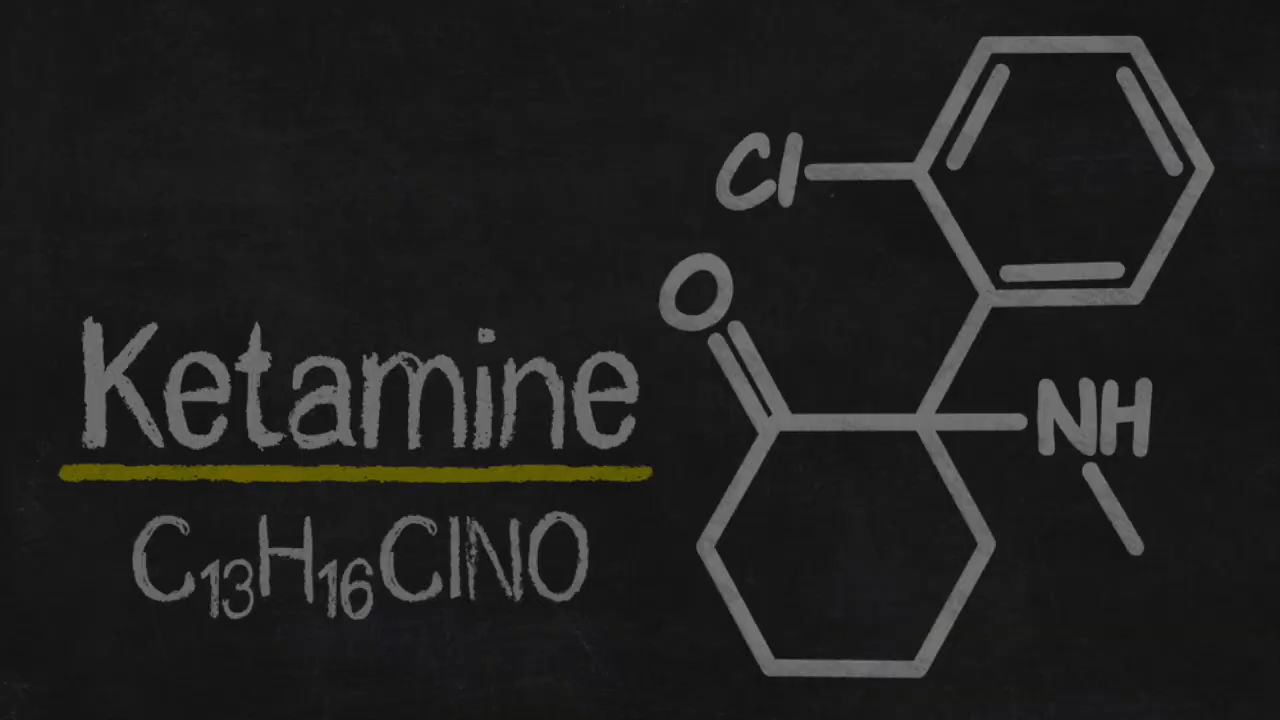 Ketamine
C₁₃H₁₆ClNO
Cl
O
NH